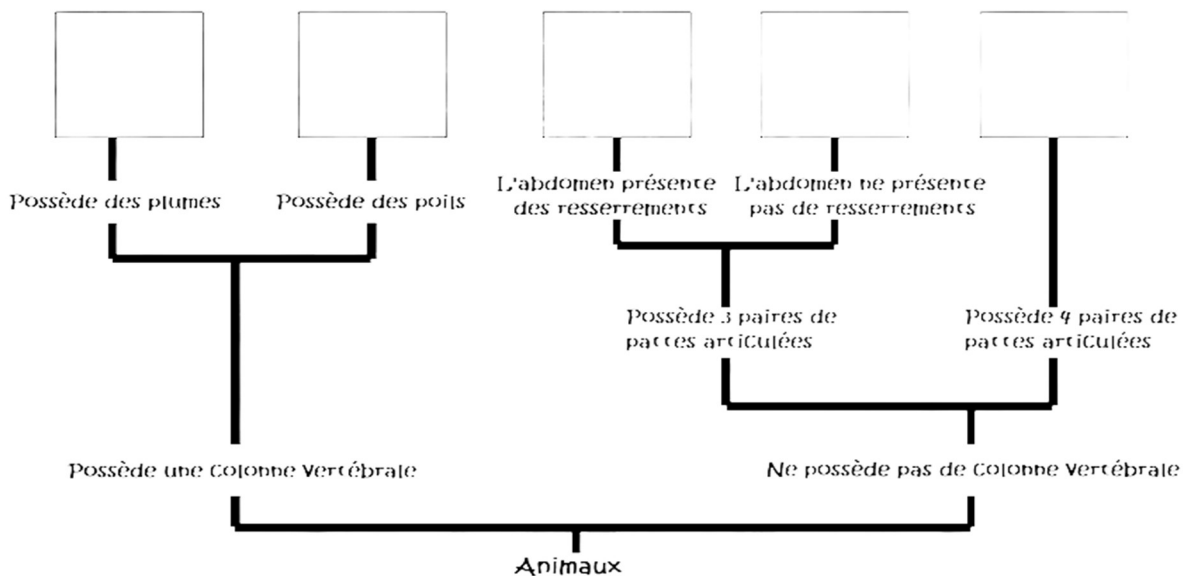 Possède des plumes
Possède des poils
L'abdomen présente
des resserrements
L'abdomen ne présente
pas de resserrements
Possède 3 paires de
pattes articulées
Possède 4 paires de
pattes articulées
Possède une colonne vertébrale
Ne possède pas de colonne vertébrale
Animaux